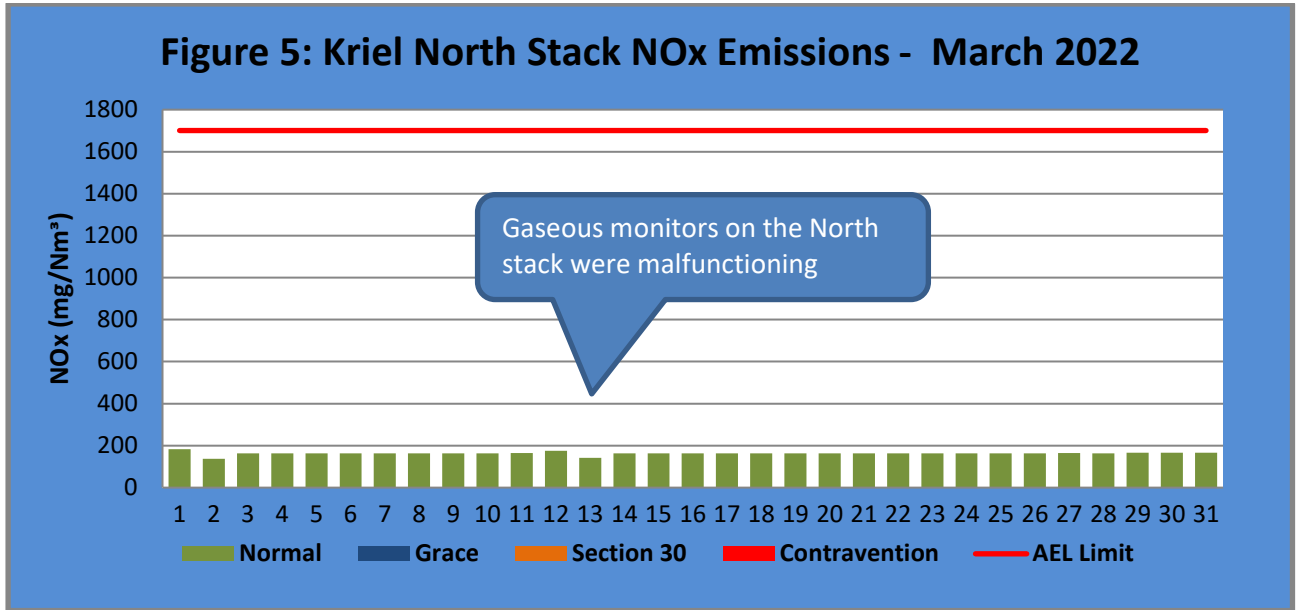 Figure 5: Kriel North Stack NOx Emissions - March 2022
1800
1600
1400
1200
1000
800
600
400
200
0
NOx (mg/Nm³)
Gaseous monitors on the North
stack were malfunctioning
1 2 3 4 5 6 7 8 9 10 11 12 13 14 15 16 17 18 19 20 21 22 23 24 25 26 27 28 29 30 31
Normal Grace Section 30 Contravention AEL Limit